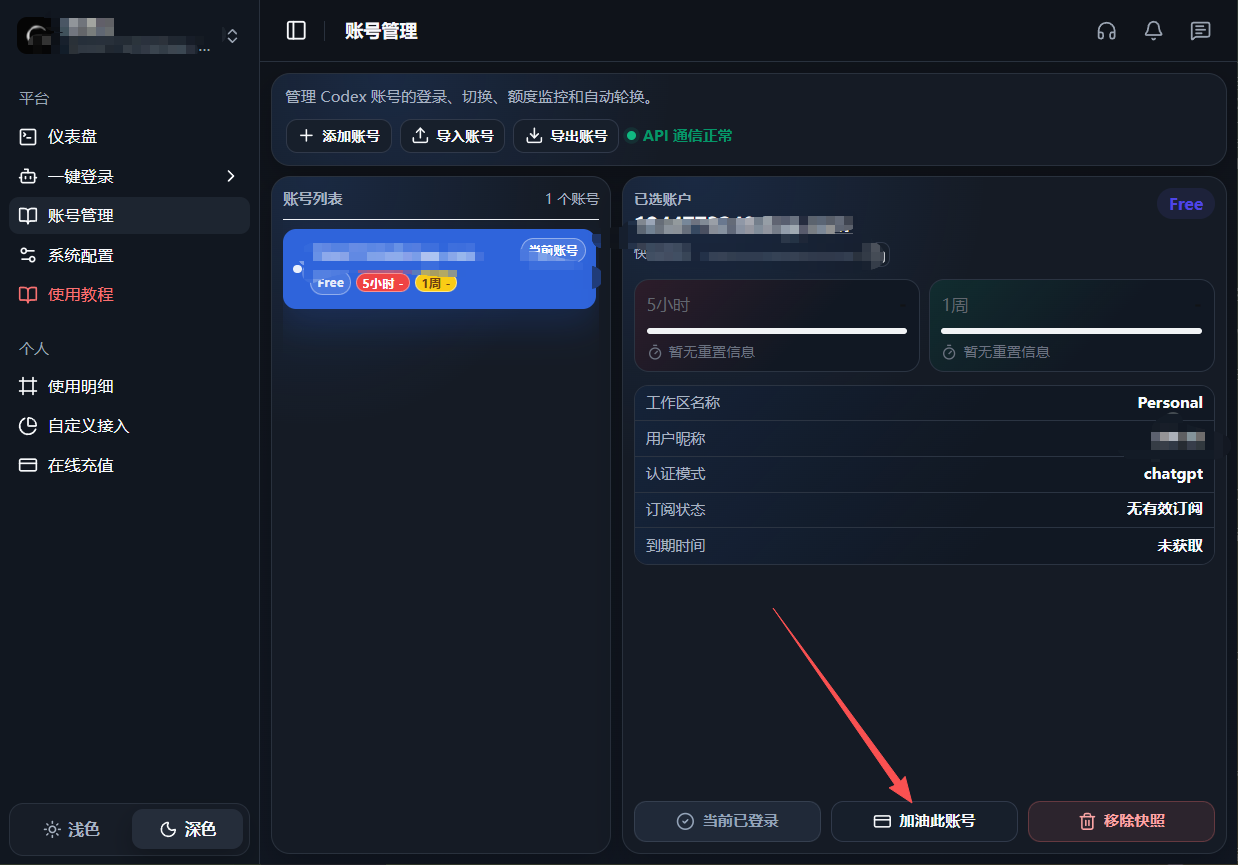 账号管理
平台
仪表盘
一键登录
账号管理
系统配置
使用教程
个人
使用明细
自定义接入
在线充值
浅色
深色
管理 Codex 账号的登录、切换、额度监控和自动轮换。
添加账号
导入账号
导出账号
API 通信正常
账号列表
1 个账号
当前账号
Free
5小时 -
1周 -
已选账户
Free
快
5小时
暂无重置信息
1周
暂无重置信息
工作区名称
Personal
用户昵称
认证模式
chatgpt
订阅状态
无有效订阅
到期时间
未获取
当前已登录
加油此账号
移除快照